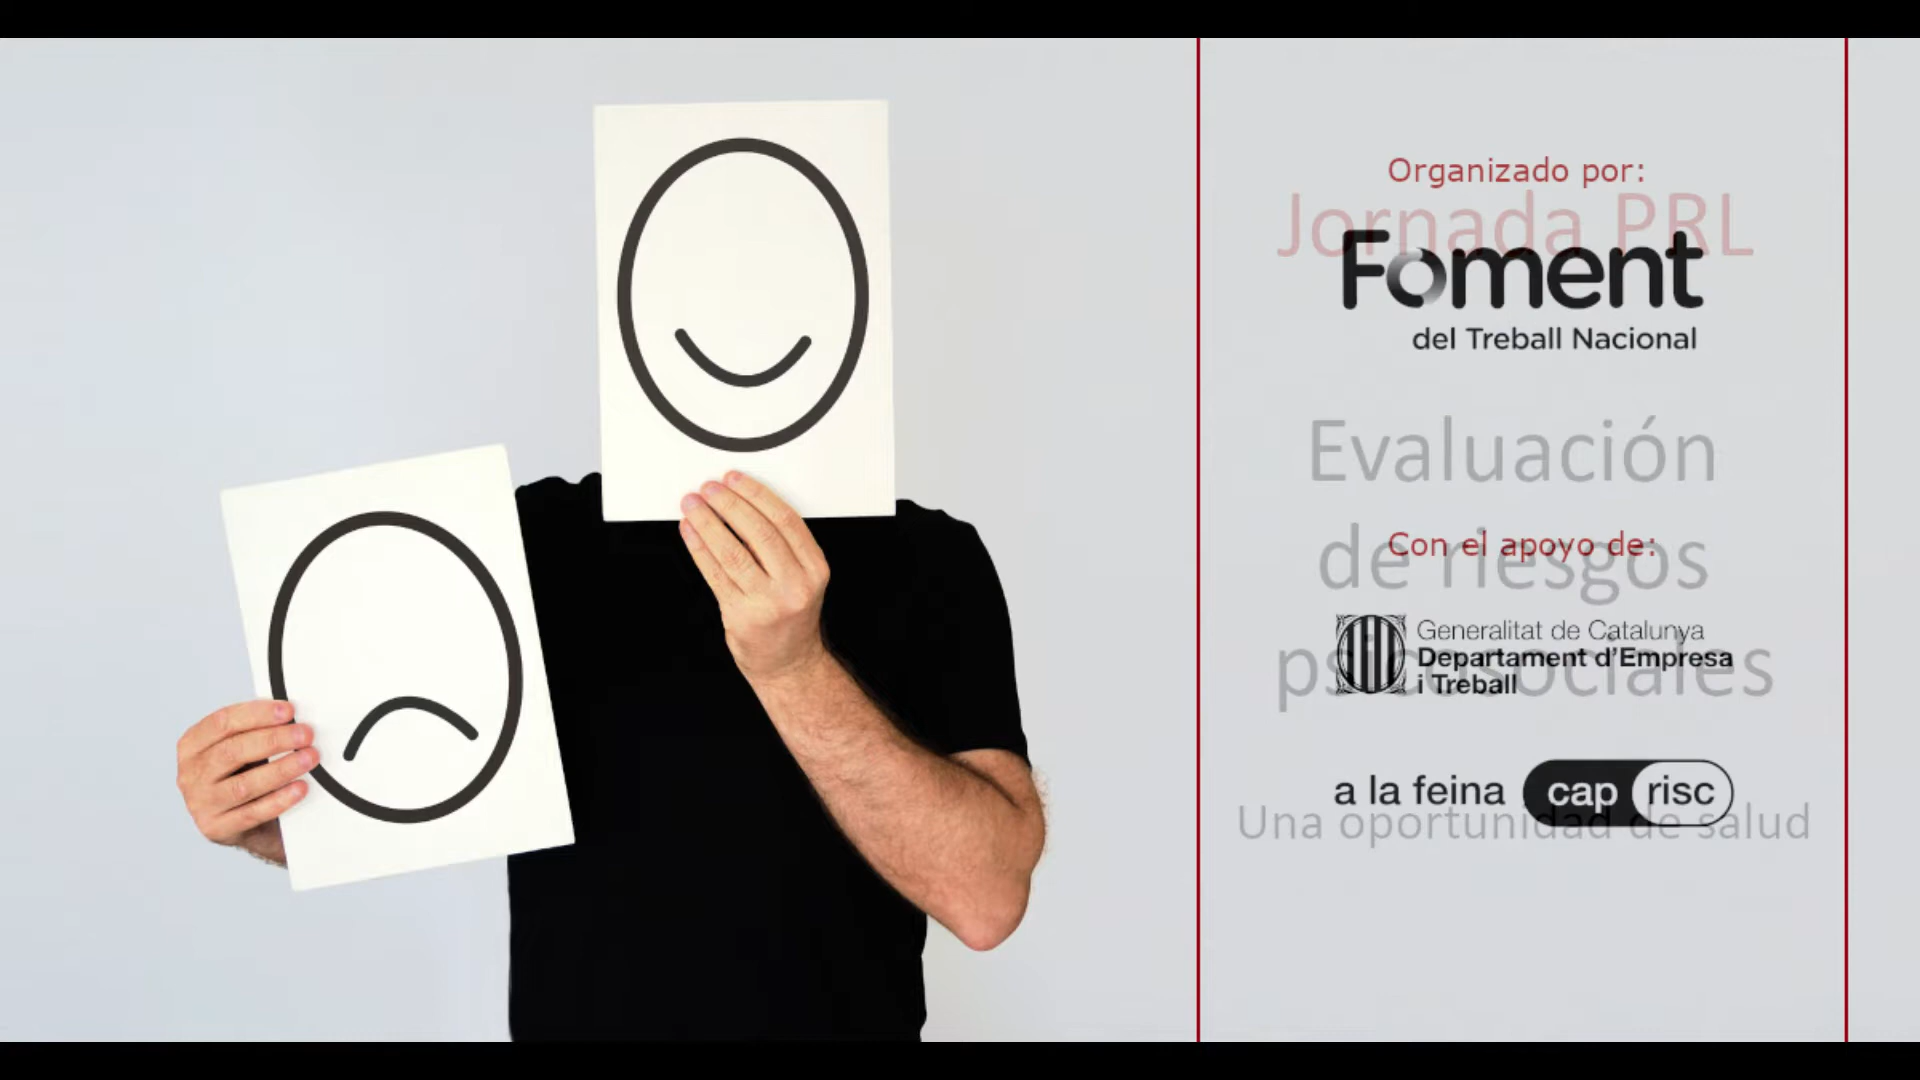 Organizado por:
Jornada PRL
Foment
del Treball Nacional
Evaluación
de riesgos
psicosociales
Una oportunidad de salud
Con el apoyo de:
Generalitat de Catalunya
Departament d'Empresa
i Treball
a la feina cap risc